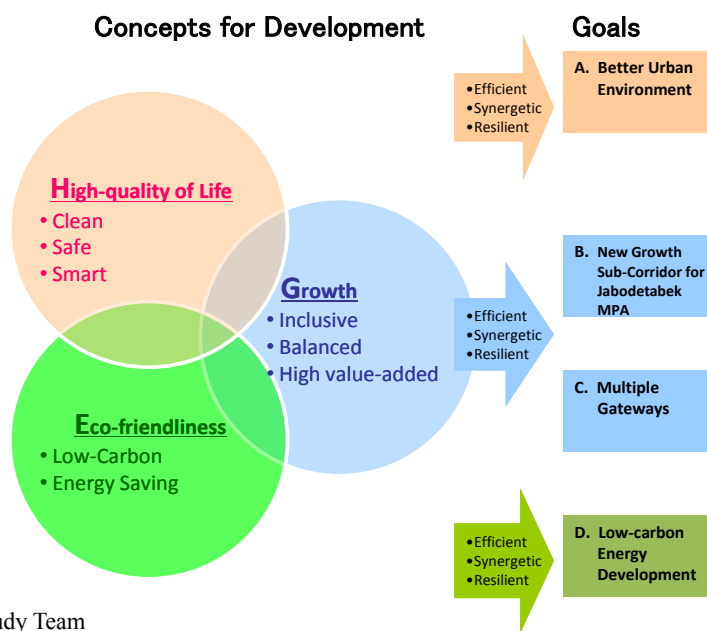 Concepts for Development
Goals
High-quality of Life
• Clean
• Safe
• Smart
Growth
• Inclusive
• Balanced
• High value-added
Eco-friendliness
• Low-Carbon
• Energy Saving
•Efficient
•Synergetic
•Resilient
A. Better Urban
Environment
•Efficient
•Synergetic
•Resilient
B. New Growth
Sub-Corridor for
Jabodetabek
MPA
C. Multiple
Gateways
•Efficient
•Synergetic
•Resilient
D. Low-carbon
Energy
Development
Team